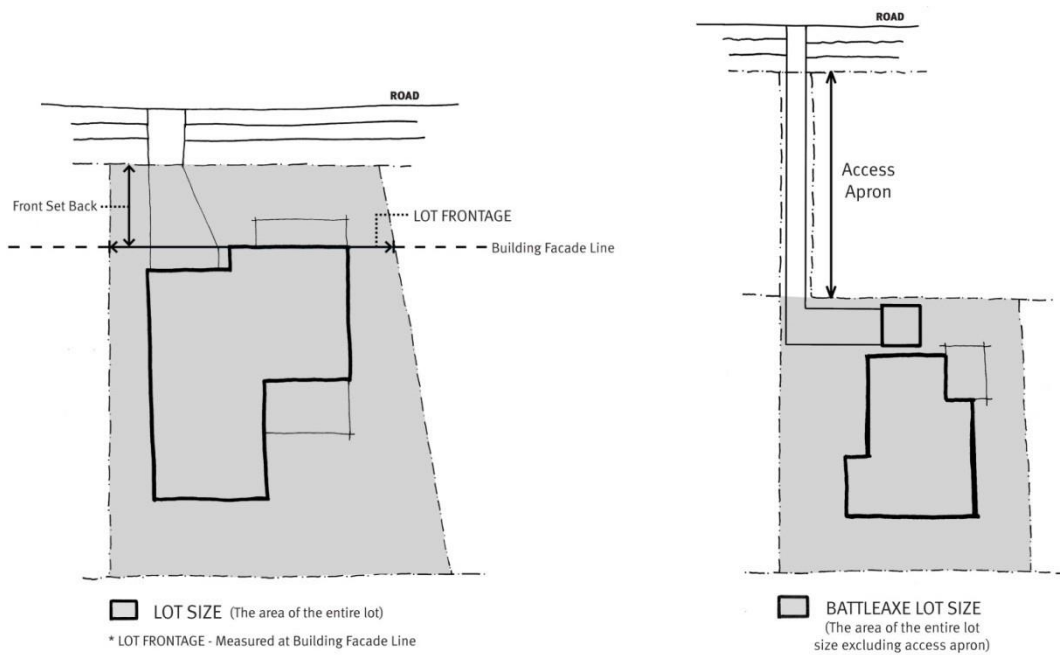 ROAD
Front Set Back
LOT FRONTAGE
Building Facade Line
LOT SIZE (The area of the entire lot)
* LOT FRONTAGE - Measured at Building Facade Line
ROAD
Access
Apron
BATTLEAXE LOT SIZE
(The area of the entire lot
size excluding access apron)